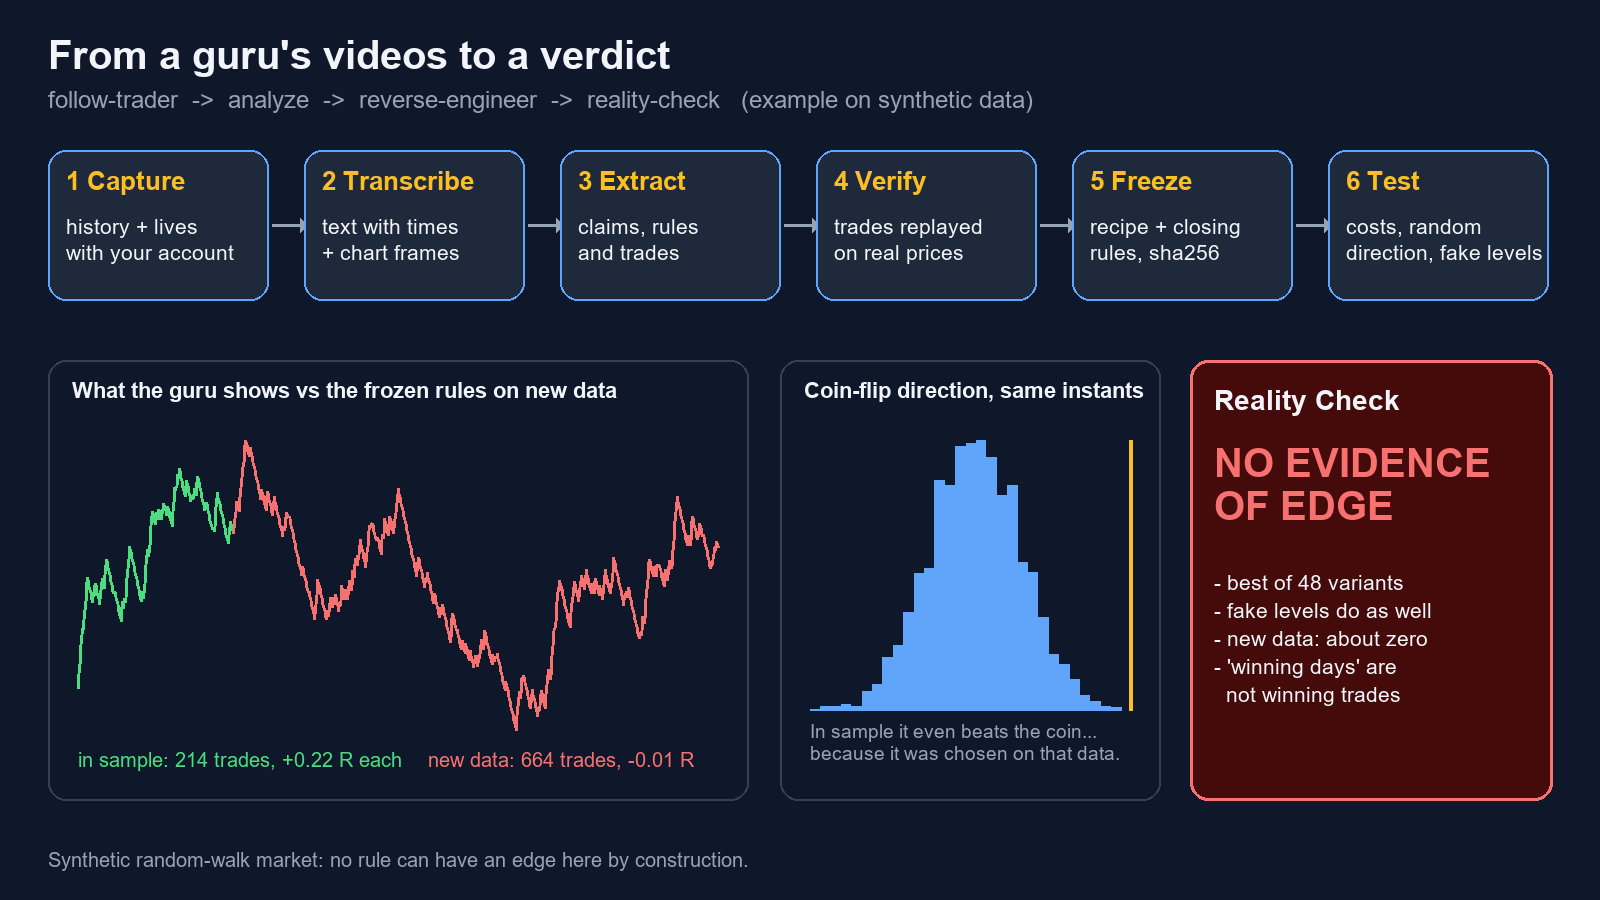 From a guru's videos to a verdict
follow-trader -> analyze -> reverse-engineer -> reality-check (example on synthetic data)
1 Capture
history + lives
with your account
2 Transcribe
text with times
+ chart frames
3 Extract
claims, rules
and trades
4 Verify
trades replayed
on real prices
5 Freeze
recipe + closing
rules, sha256
6 Test
costs, random
direction, fake levels
What the guru shows vs the frozen rules on new data
in sample: 214 trades, +0.22 R each
new data: 664 trades, -0.01 R
Coin-flip direction, same instants
In sample it even beats the coin...
because it was chosen on that data.
Reality Check
NO EVIDENCE
OF EDGE
- best of 48 variants
- fake levels do as well
- new data: about zero
- 'winning days' are
not winning trades
Synthetic random-walk market: no rule can have an edge here by construction.